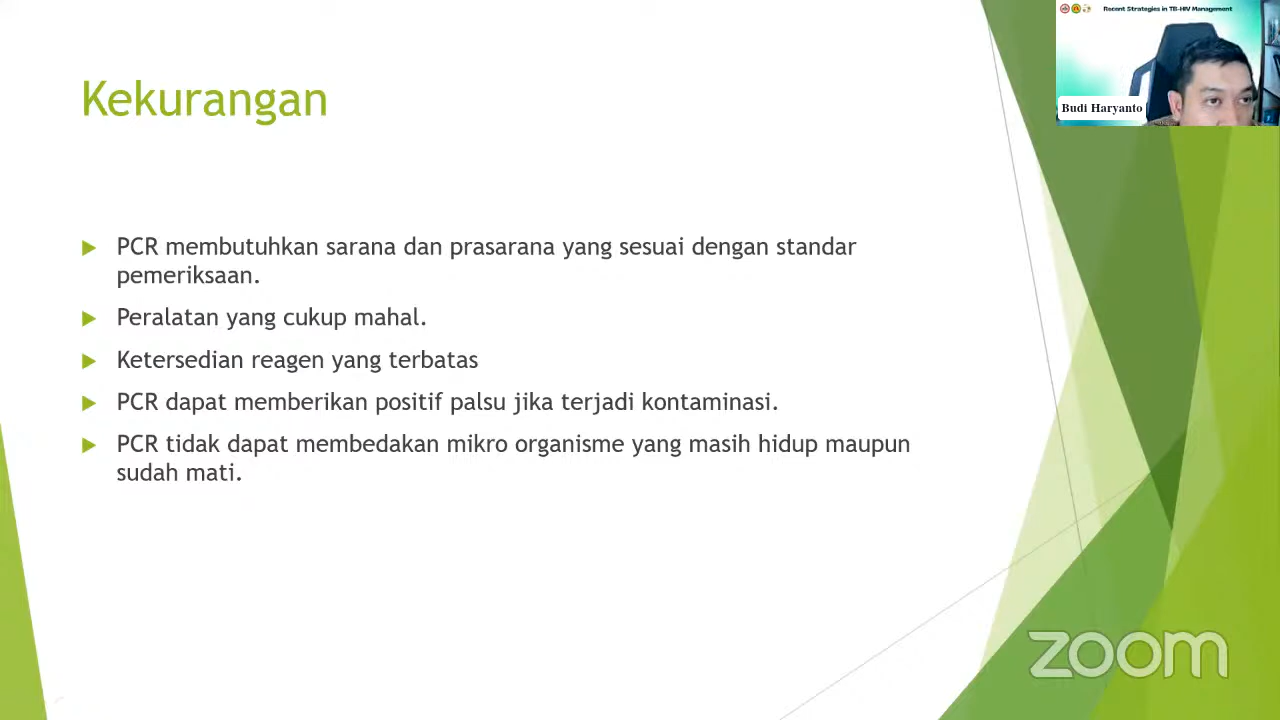 Recent Strategies in TB-HIV Management
Budi Haryanto
Kekurangan
PCR membutuhkan sarana dan prasarana yang sesuai dengan standar
pemeriksaan.
Peralatan yang cukup mahal.
Ketersedian reagen yang terbatas
PCR dapat memberikan positif palsu jika terjadi kontaminasi.
PCR tidak dapat membedakan mikro organisme yang masih hidup maupun
sudah mati.
zoom